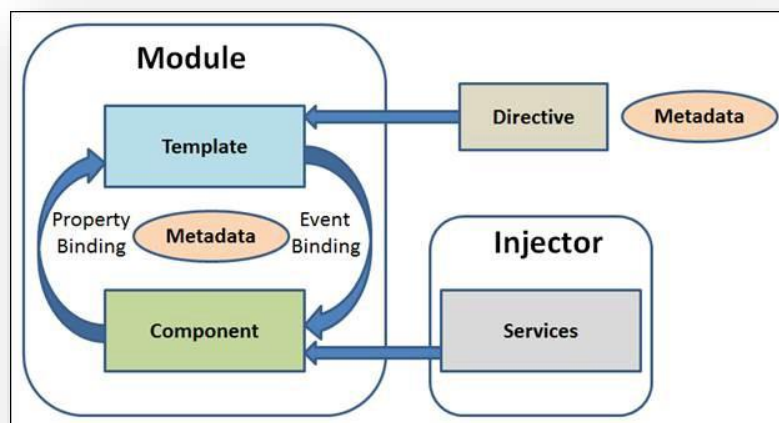 Module
Template
Directive
Metadata
Property
Binding
Metadata
Event
Binding
Injector
Component
Services